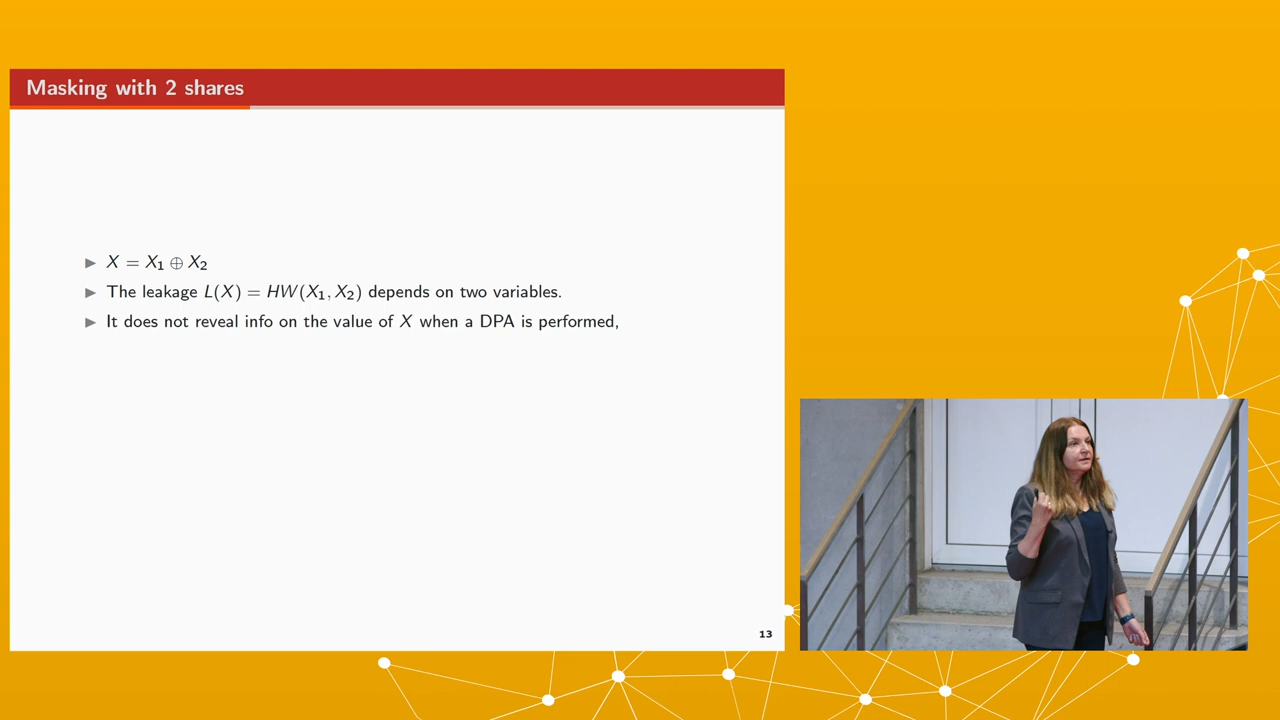 Masking with 2 shares
▶ X = X₁ ⊕ X₂
▶ The leakage L(X) = HW(X₁, X₂) depends on two variables.
▶ It does not reveal info on the value of X when a DPA is performed,
13